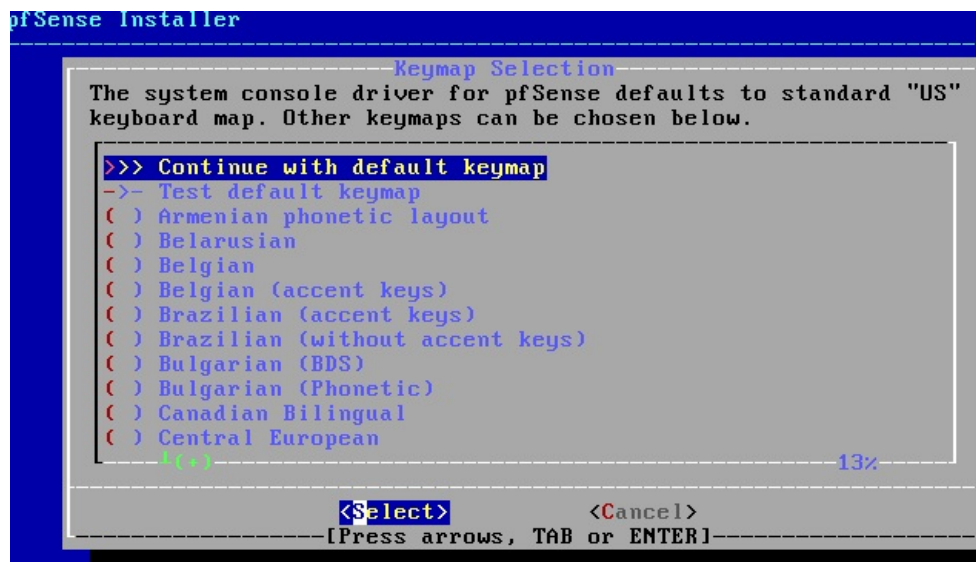 pfSense Installer
Keymap Selection
The system console driver for pfSense defaults to standard "US"
keyboard map. Other keymaps can be chosen below.
>>> Continue with default keymap
->- Test default keymap
( ) Armenian phonetic layout
( ) Belarusian
( ) Belgian
( ) Belgian (accent keys)
( ) Brazilian (accent keys)
( ) Brazilian (without accent keys)
( ) Bulgarian (BDS)
( ) Bulgarian (Phonetic)
( ) Canadian Bilingual
( ) Central European
(+) 13%
<Select> <Cancel>
[Press arrows, TAB or ENTER]